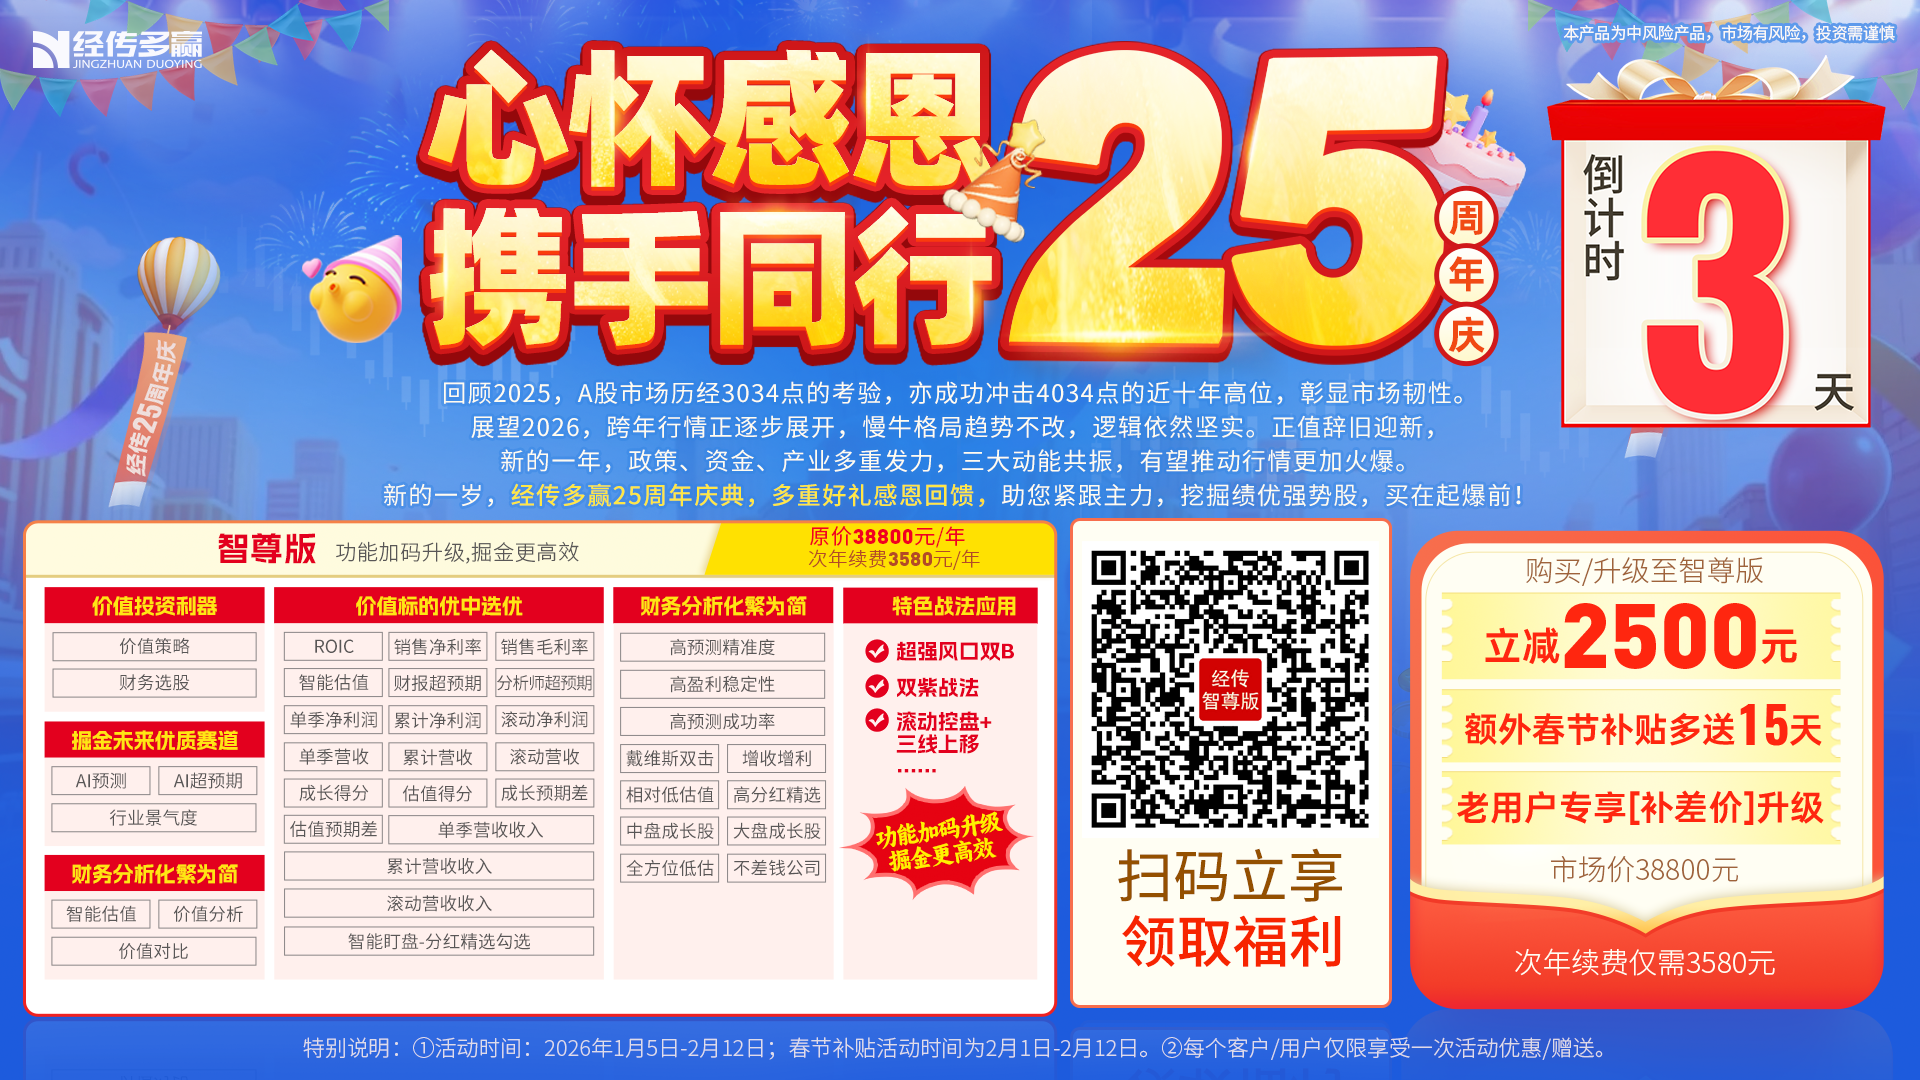 经传多赢
JINGZHUAN DUOYING
本产品为中风险产品，市场有风险，投资需谨慎
心怀感恩
携手同行
25
周年庆
倒计时
3
天
经传25周年庆
回顾2025，A股市场历经3034点的考验，亦成功冲击4034点的近十年高位，彰显市场韧性。
展望2026，跨年行情正逐步展开，慢牛格局趋势不改，逻辑依然坚实。正值辞旧迎新，
新的一年，政策、资金、产业多重发力，三大动能共振，有望推动行情更加火爆。
新的一岁，经传多赢25周年庆典，多重好礼感恩回馈，助您紧跟主力，挖掘绩优强势股，买在起爆前！
智尊版 功能加码升级,掘金更高效
原价38800元/年
次年续费3580元/年
价值投资利器
价值策略
财务选股
掘金未来优质赛道
AI预测 AI超预期
行业景气度
财务分析化繁为简
智能估值 价值分析
价值对比
价值标的优中选优
ROIC 销售净利率 销售毛利率
智能估值 财报超预期 分析师超预期
单季净利润 累计净利润 滚动净利润
单季营收 累计营收 滚动营收
成长得分 估值得分 成长预期差
估值预期差 单季营收收入
累计营收收入
滚动营收收入
智能盯盘-分红精选勾选
财务分析化繁为简
高预测精准度
高盈利稳定性
高预测成功率
戴维斯双击 增收增利
相对低估值 高分红精选
中盘成长股 大盘成长股
全方位低估 不差钱公司
特色战法应用
超强风口双B
双紫战法
滚动控盘+
三线上移
......
功能加码升级
掘金更高效
经传
智尊版
扫码立享
领取福利
购买/升级至智尊版
立减2500元
额外春节补贴多送15天
老用户专享[补差价]升级
市场价38800元
次年续费仅需3580元
特别说明：①活动时间：2026年1月5日-2月12日；春节补贴活动时间为2月1日-2月12日。②每个客户/用户仅限享受一次活动优惠/赠送。